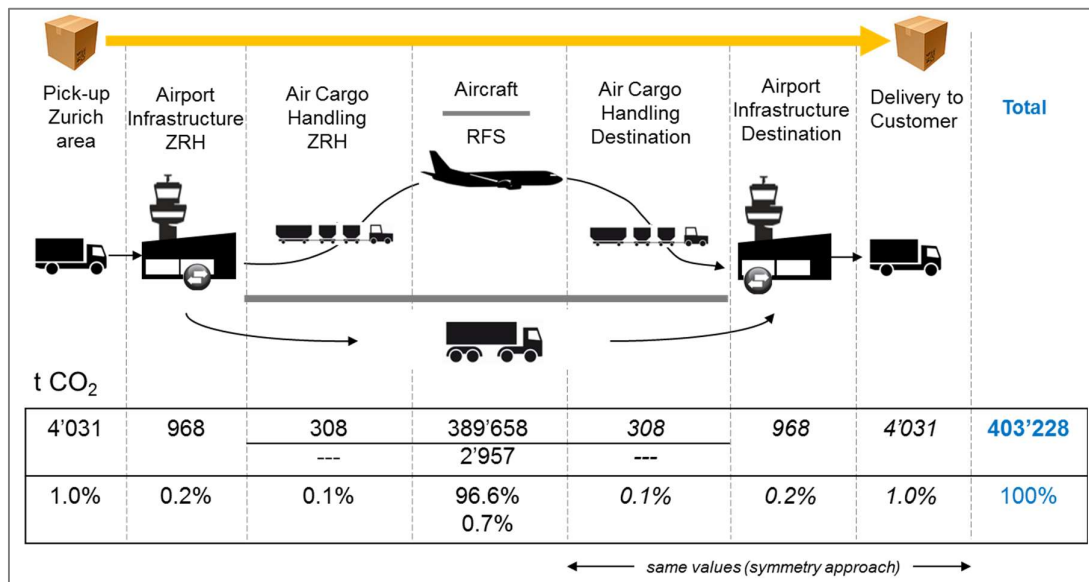 Pick-up
Zurich
area
Airport
Infrastructure
ZRH
Air Cargo
Handling
ZRH
Aircraft
RFS
Air Cargo
Handling
Destination
Airport
Infrastructure
Destination
Delivery to
Customer
Total
t CO₂
4’031 968 308 389’658 308 968 4’031 403’228
--- 2’957 ---
1.0% 0.2% 0.1% 96.6% 0.1% 0.2% 1.0% 100%
0.7%
same values (symmetry approach)